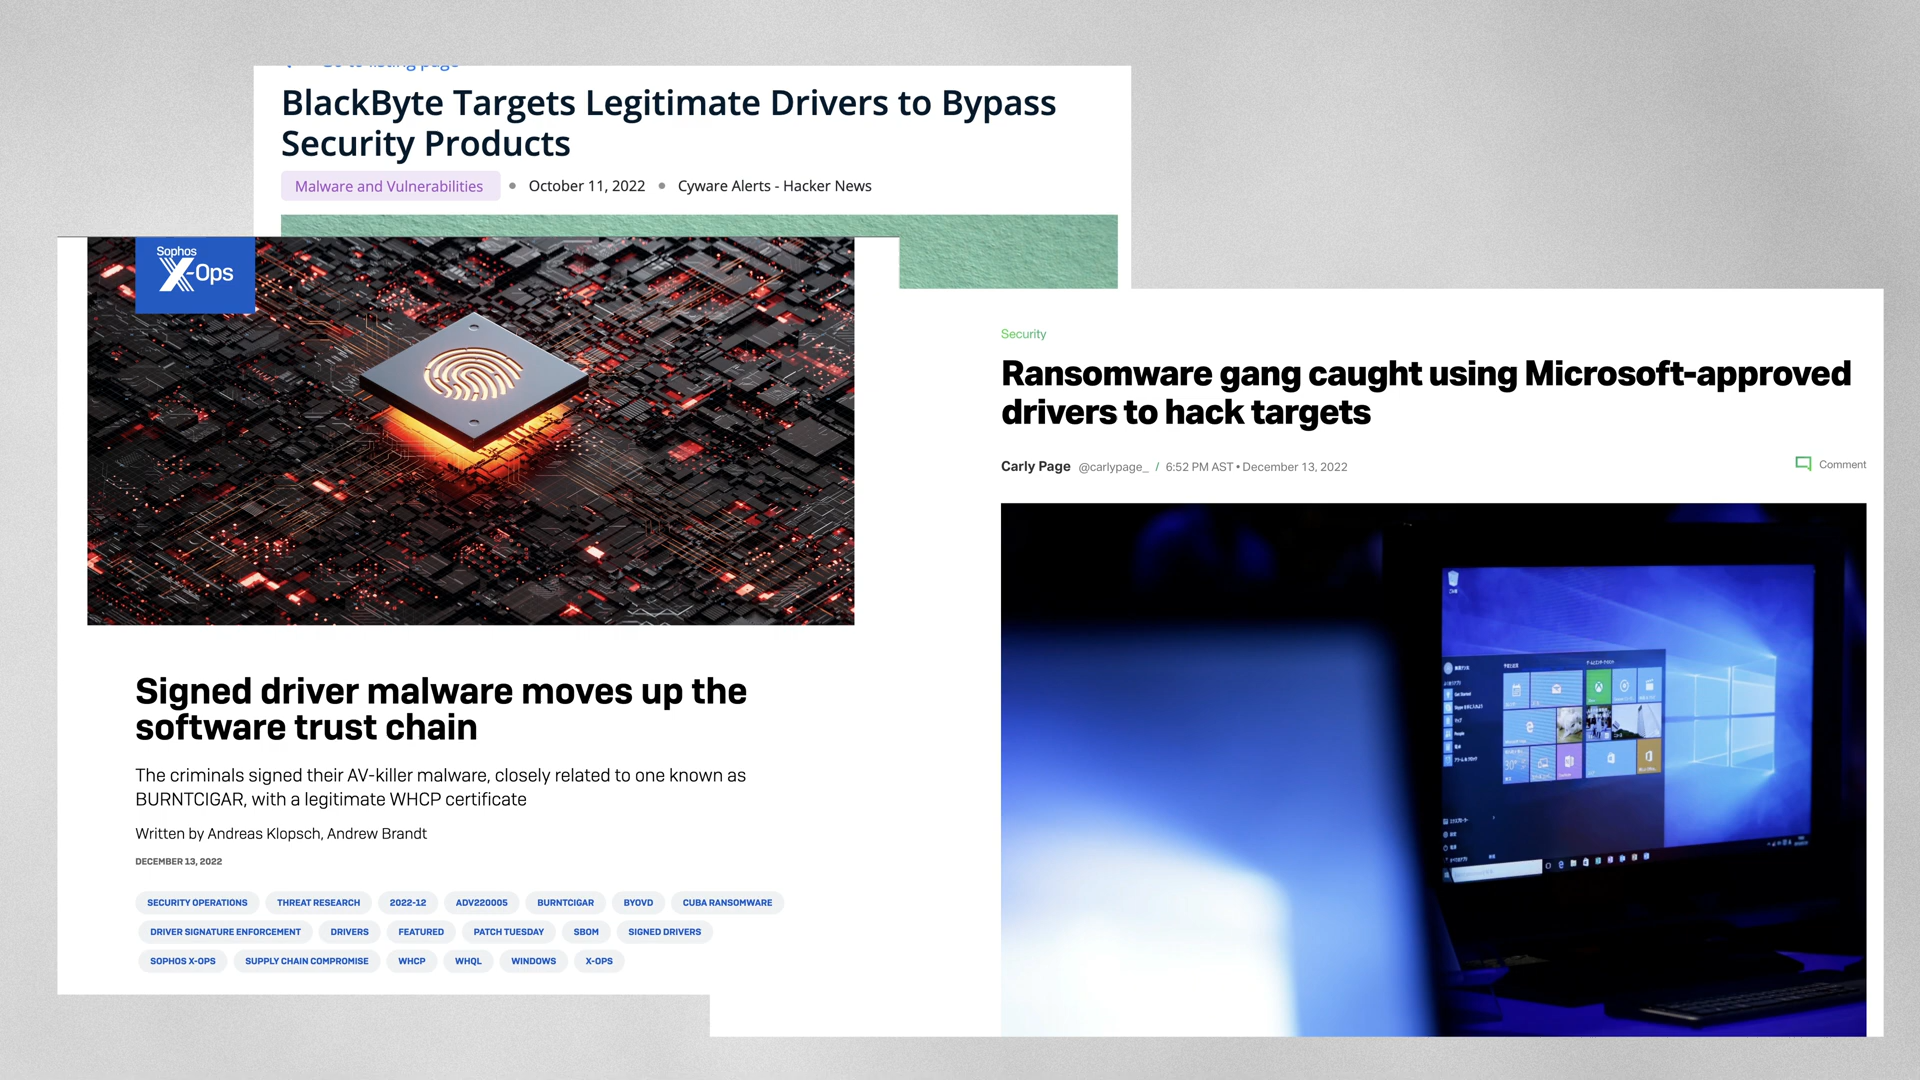 BlackByte Targets Legitimate Drivers to Bypass
Security Products
Malware and Vulnerabilities • October 11, 2022 • Cyware Alerts - Hacker News
Sophos
X-Ops
Signed driver malware moves up the
software trust chain
The criminals signed their AV-killer malware, closely related to one known as
BURNTCIGAR, with a legitimate WHCP certificate
Written by Andreas Klopsch, Andrew Brandt
DECEMBER 13, 2022
SECURITY OPERATIONS THREAT RESEARCH 2022-12 ADV220005 BURNTCIGAR BYOVD CUBA RANSOMWARE
DRIVER SIGNATURE ENFORCEMENT DRIVERS FEATURED PATCH TUESDAY SBOM SIGNED DRIVERS
SOPHOS X-OPS SUPPLY CHAIN COMPROMISE WHCP WHQL WINDOWS X-OPS
Security
Ransomware gang caught using Microsoft-approved
drivers to hack targets
Carly Page @carlypage_ / 6:52 PM AST • December 13, 2022
Comment